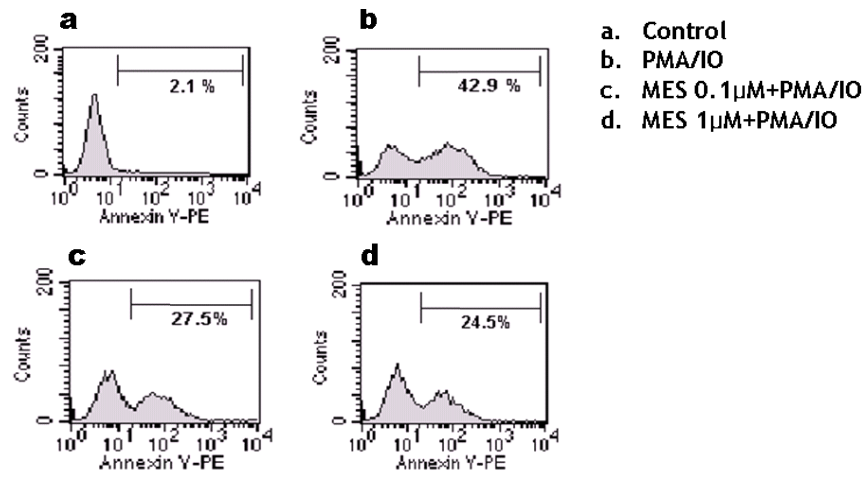 a
200
Counts
0
2.1 %
10^0 10^1 10^2 10^3 10^4
Annexin V-PE
b
200
Counts
0
42.9 %
10^0 10^1 10^2 10^3 10^4
Annexin V-PE
a. Control
b. PMA/IO
c. MES 0.1µM+PMA/IO
d. MES 1µM+PMA/IO
c
200
Counts
0
27.5%
10^0 10^1 10^2 10^3 10^4
Annexin V-PE
d
200
Counts
0
24.5%
10^0 10^1 10^2 10^3 10^4
Annexin V-PE